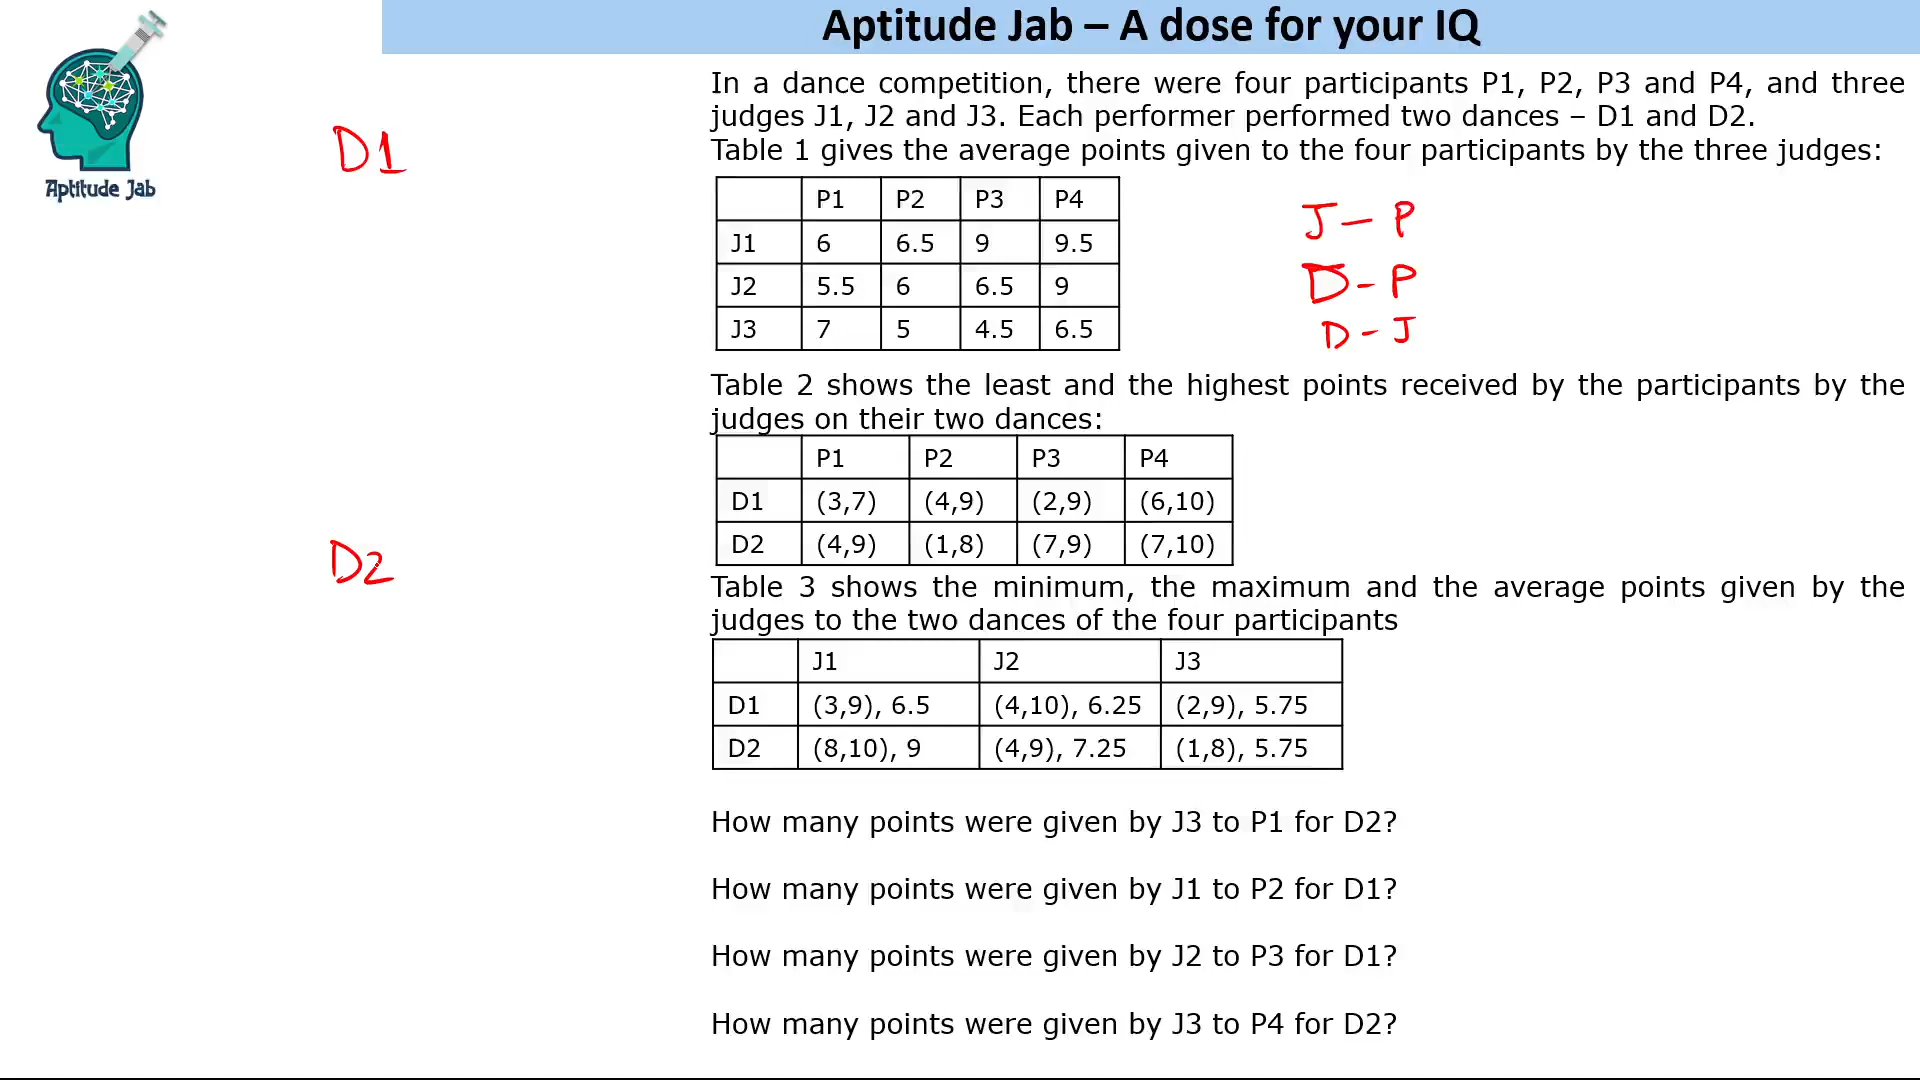 Aptitude Jab – A dose for your IQ
Aptitude Jab
D1
In a dance competition, there were four participants P1, P2, P3 and P4, and three
judges J1, J2 and J3. Each performer performed two dances – D1 and D2.
Table 1 gives the average points given to the four participants by the three judges:
P1 P2 P3 P4
J1 6 6.5 9 9.5
J2 5.5 6 6.5 9
J3 7 5 4.5 6.5
J – P
D – P
D – J
Table 2 shows the least and the highest points received by the participants by the
judges on their two dances:
P1 P2 P3 P4
D1 (3,7) (4,9) (2,9) (6,10)
D2 (4,9) (1,8) (7,9) (7,10)
D2
Table 3 shows the minimum, the maximum and the average points given by the
judges to the two dances of the four participants
J1 J2 J3
D1 (3,9), 6.5 (4,10), 6.25 (2,9), 5.75
D2 (8,10), 9 (4,9), 7.25 (1,8), 5.75
How many points were given by J3 to P1 for D2?
How many points were given by J1 to P2 for D1?
How many points were given by J2 to P3 for D1?
How many points were given by J3 to P4 for D2?